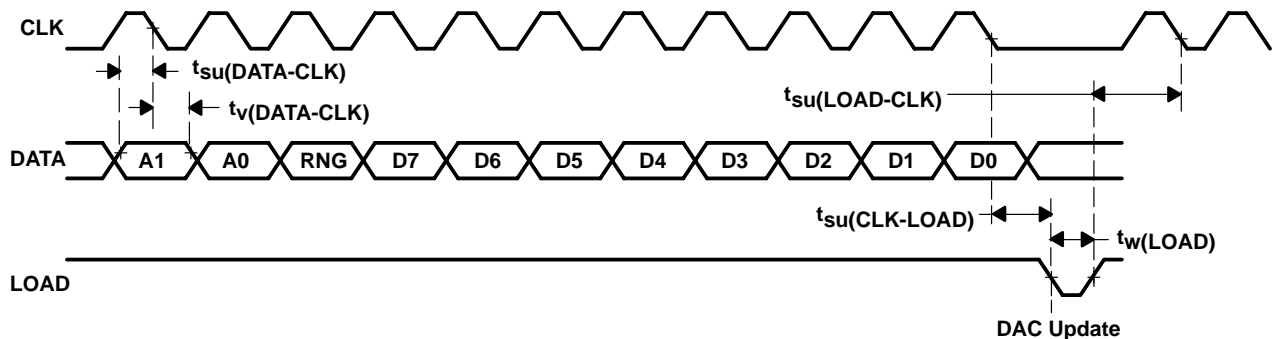 CLK
tsu(DATA-CLK)
tsu(LOAD-CLK)
tv(DATA-CLK)
DATA
A1 A0 RNG D7 D6 D5 D4 D3 D2 D1 D0
tsu(CLK-LOAD)
tw(LOAD)
LOAD
DAC Update